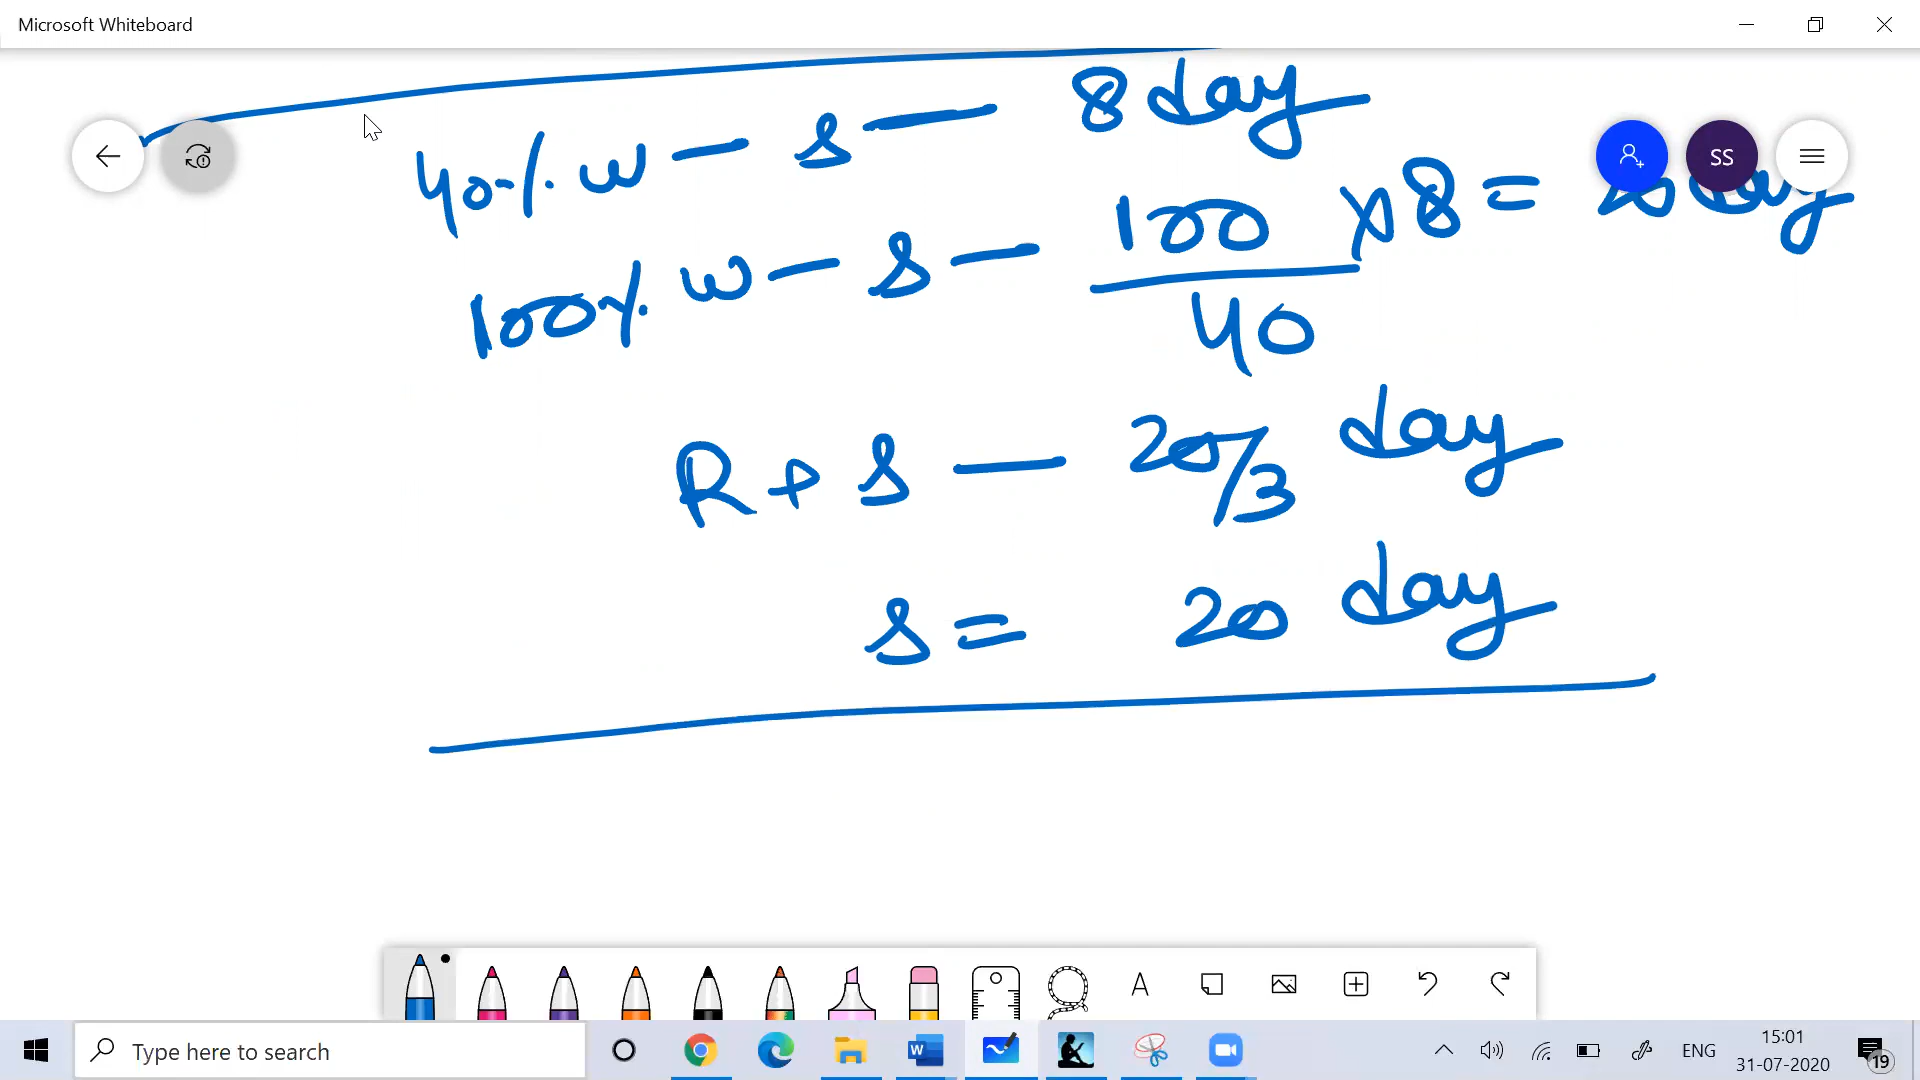 Microsoft Whiteboard
40% w — s — 8 day
100% w — s — 100/40 x 8 = 20 day
R + s — 20/3 day
s = 20 day
SS
A
Type here to search
ENG
15:01
31-07-2020
19